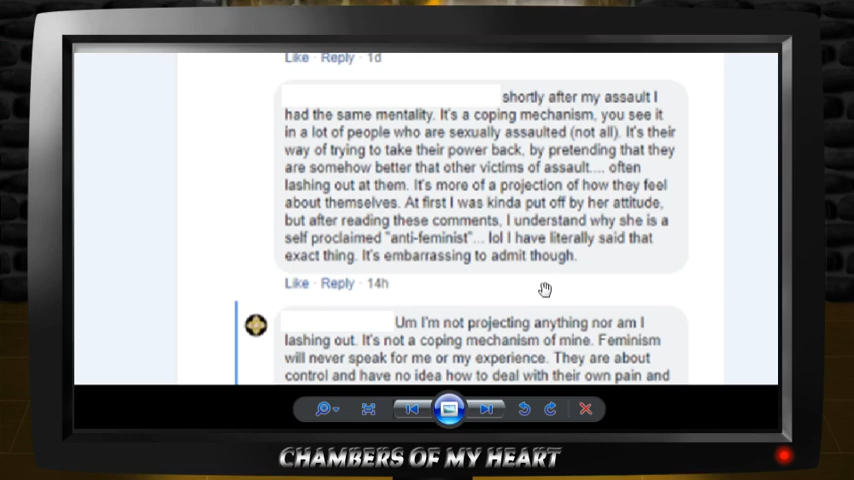 Like · Reply · 1d
shortly after my assault I
had the same mentality. It's a coping mechanism, you see it
in a lot of people who are sexually assaulted (not all). It's their
way of trying to take their power back, by pretending that they
are somehow better that other victims of assault.... often
lashing out at them. It's more of a projection of how they feel
about themselves. At first I was kinda put off by her attitude,
but after reading these comments, I understand why she is a
self proclaimed "anti-feminist"... lol I have literally said that
exact thing. It's embarrassing to admit though.
Like · Reply · 14h
Um I'm not projecting anything nor am I
lashing out. It's not a coping mechanism of mine. Feminism
will never speak for me or my experience. They are about
control and have no idea how to deal with their own pain and
CHAMBERS OF MY HEART